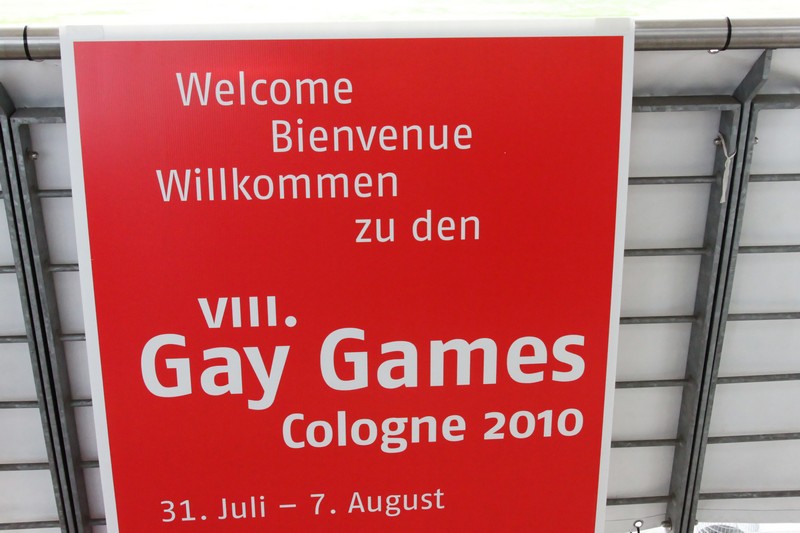 Welcome
Bienvenue
Willkommen
zu den
VIII.
Gay Games
Cologne 2010
31. Juli – 7. August